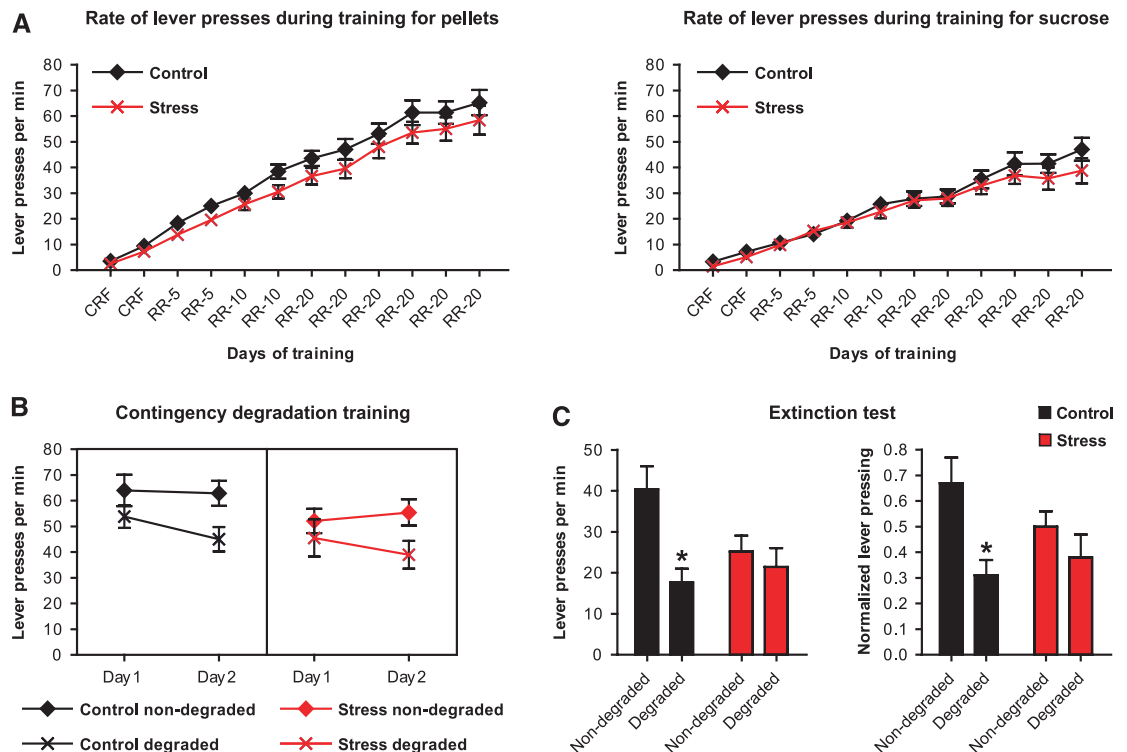 A
Rate of lever presses during training for pellets
Lever presses per min
80
70
60
50
40
30
20
10
0
Control
Stress
CRF
CRF
RR-5
RR-5
RR-10
RR-10
RR-20
RR-20
RR-20
RR-20
RR-20
RR-20
Days of training
Rate of lever presses during training for sucrose
Lever presses per min
80
70
60
50
40
30
20
10
0
Control
Stress
CRF
CRF
RR-5
RR-5
RR-10
RR-10
RR-20
RR-20
RR-20
RR-20
RR-20
RR-20
Days of training
B
Contingency degradation training
Lever presses per min
80
70
60
50
40
30
20
10
0
Day1
Day2
Day1
Day2
Control non-degraded
Stress non-degraded
Control degraded
Stress degraded
C
Extinction test
Control
Stress
Lever presses per min
50
40
30
20
10
0
*
Non-degraded
Degraded
Non-degraded
Degraded
Normalized lever pressing
0.8
0.7
0.6
0.5
0.4
0.3
0.2
0.1
0.0
*
Non-degraded
Degraded
Non-degraded
Degraded